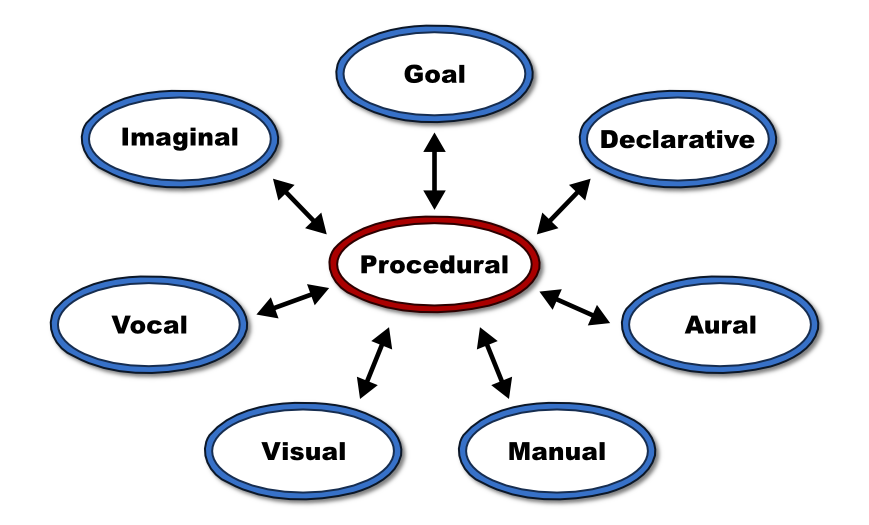 Goal
Imaginal
Declarative
Procedural
Vocal
Aural
Visual
Manual